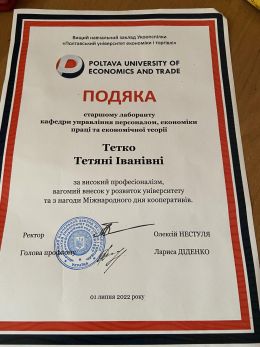 Вищий навчальний заклад Укоопспілки
«Полтавський університет економіки і торгівлі»
POLTAVA UNIVERSITY OF
ECONOMICS AND TRADE
ПОДЯКА
старшому лаборанту
кафедри управління персоналом, економіки
праці та економічної теорії
Тетко
Тетяні Іванівні
за високий професіоналізм,
вагомий внесок у розвиток університету
та з нагоди Міжнародного дня кооперативів.
Ректор Олексій НЕСТУЛЯ
Голова профкому Лариса ДІДЕНКО
01 липня 2022 року